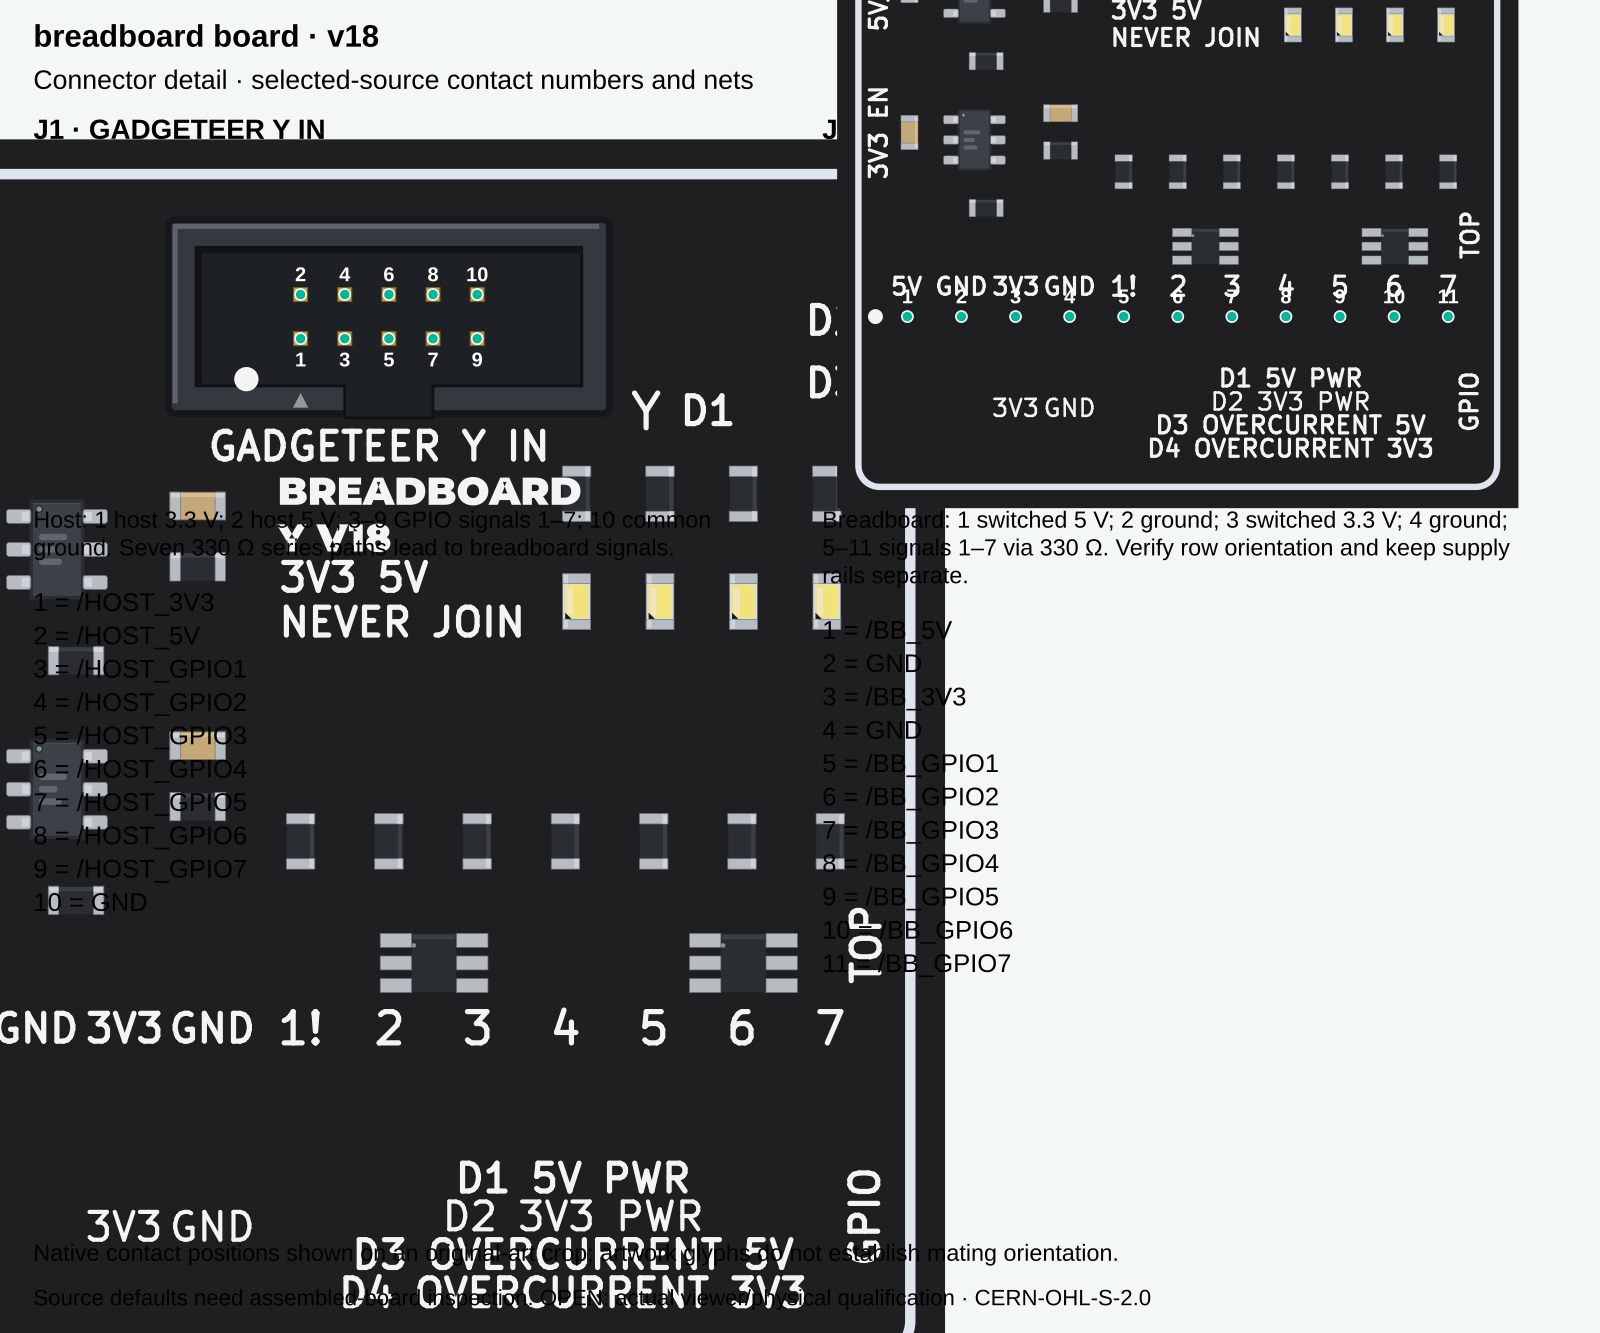 breadboard board · v18
Connector detail · selected-source contact numbers and nets
J1 · GADGETEER Y IN
J
5V
3V3 5V
NEVER JOIN
3V3 EN
TOP
5V GND 3V3 GND 1! 2 3 4 5 6 7
1 2 3 4 5 6 7 8 9 10 11
D1 5V PWR
D2 3V3 PWR
D3 OVERCURRENT 5V
D4 OVERCURRENT 3V3
3V3 GND
GPIO
2 4 6 8 10
1 3 5 7 9
Y D1
GADGETEER Y IN
BREADBOARD
Y V18
3V3 5V
NEVER JOIN
Host: 1 host 3.3 V; 2 host 5 V; 3–9 GPIO signals 1–7; 10 common
ground. Seven 330 Ω series paths lead to breadboard signals.
1 = /HOST_3V3
2 = /HOST_5V
3 = /HOST_GPIO1
4 = /HOST_GPIO2
5 = /HOST_GPIO3
6 = /HOST_GPIO4
7 = /HOST_GPIO5
8 = /HOST_GPIO6
9 = /HOST_GPIO7
10 = GND
Breadboard: 1 switched 5 V; 2 ground; 3 switched 3.3 V; 4 ground;
5–11 signals 1–7 via 330 Ω. Verify row orientation and keep supply
rails separate.
1 = /BB_5V
2 = GND
3 = /BB_3V3
4 = GND
5 = /BB_GPIO1
6 = /BB_GPIO2
7 = /BB_GPIO3
8 = /BB_GPIO4
9 = /BB_GPIO5
10 = /BB_GPIO6
11 = /BB_GPIO7
TOP
GND 3V3 GND 1! 2 3 4 5 6 7
D1 5V PWR
D2 3V3 PWR
D3 OVERCURRENT 5V
D4 OVERCURRENT 3V3
3V3 GND
GPIO
Native contact positions shown on an original-art crop; artwork glyphs do not establish mating orientation.
Source defaults need assembled-board inspection. OPEN: actual viewer/physical qualification · CERN-OHL-S-2.0